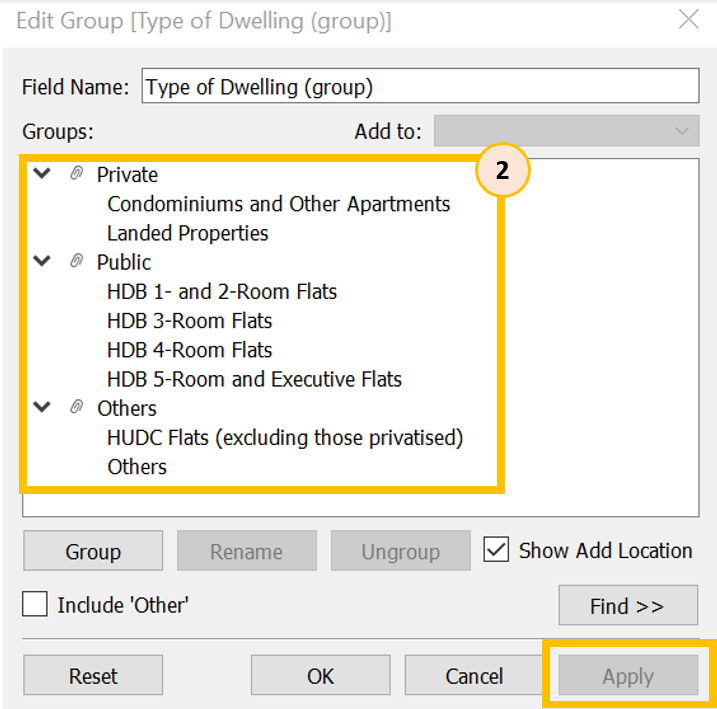 Edit Group [Type of Dwelling (group)]
Field Name: Type of Dwelling (group)
Groups: Add to:
2
Private
Condominiums and Other Apartments
Landed Properties
Public
HDB 1- and 2-Room Flats
HDB 3-Room Flats
HDB 4-Room Flats
HDB 5-Room and Executive Flats
Others
HUDC Flats (excluding those privatised)
Others
Group Rename Ungroup Show Add Location
Include 'Other'
Find >>
Reset OK Cancel Apply